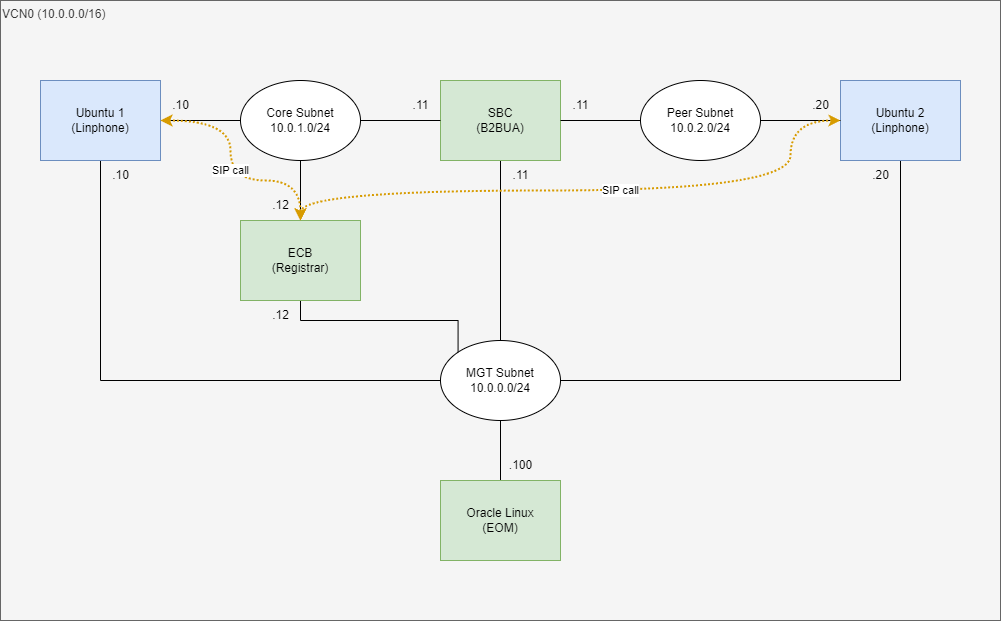 VCN0 (10.0.0.0/16)
Ubuntu 1
(Linphone)
.10
Core Subnet
10.0.1.0/24
.11
SBC
(B2BUA)
.11
Peer Subnet
10.0.2.0/24
.20
Ubuntu 2
(Linphone)
.10
SIP call
.11
.20
SIP call
.12
ECB
(Registrar)
.12
MGT Subnet
10.0.0.0/24
.100
Oracle Linux
(EOM)